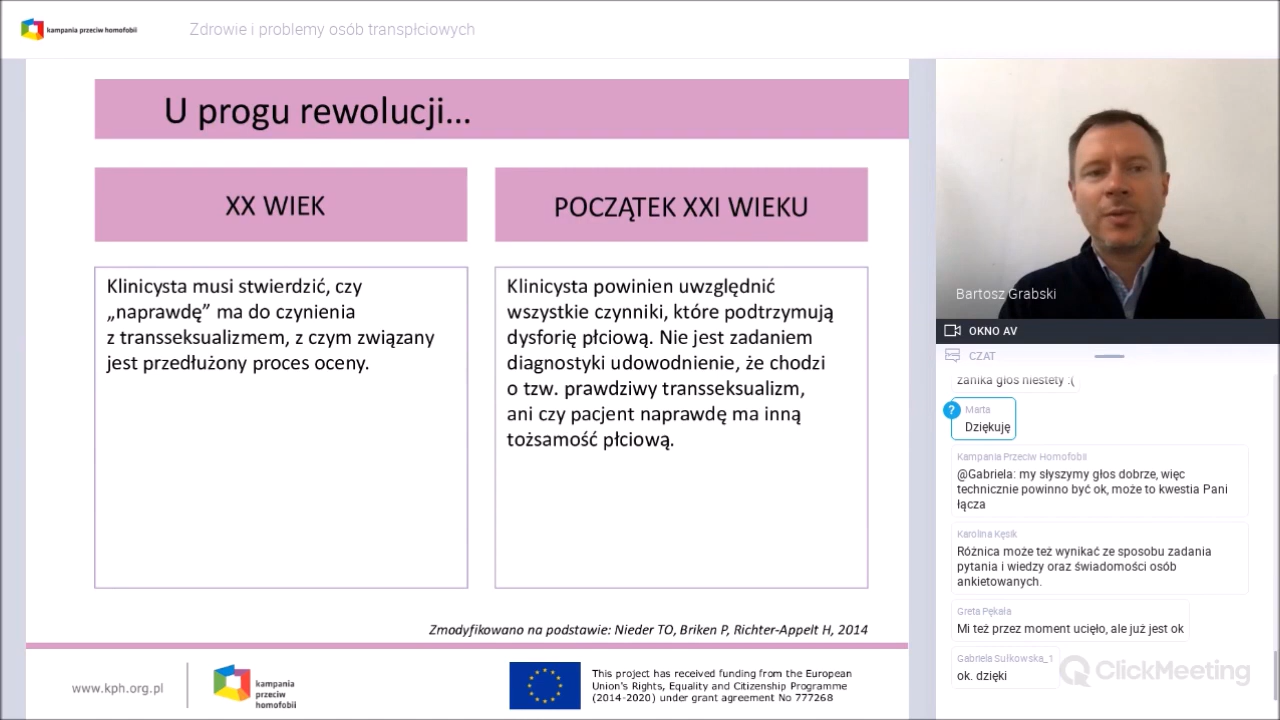 kampania przeciw homofobii
Zdrowie i problemy osób transpłciowych
U progu rewolucji...
XX WIEK
Klinicysta musi stwierdzić, czy
„naprawdę” ma do czynienia
z transseksualizmem, z czym związany
jest przedłużony proces oceny.
POCZĄTEK XXI WIEKU
Klinicysta powinien uwzględnić
wszystkie czynniki, które podtrzymują
dysforię płciową. Nie jest zadaniem
diagnostyki udowodnienie, że chodzi
o tzw. prawdziwy transseksualizm,
ani czy pacjent naprawdę ma inną
tożsamość płciową.
Zmodyfikowano na podstawie: Nieder TO, Briken P, Richter-Appelt H, 2014
www.kph.org.pl
kampania
przeciw
homofobii
This project has received funding from the European
Union's Rights, Equality and Citizenship Programme
(2014-2020) under grant agreement No 777268
Bartosz Grabski
OKNO AV
CZAT
zanika głos niestety :(
?
Marta
Dziękuję
Kampania Przeciw Homofobii
@Gabriela: my słyszymy głos dobrze, więc
technicznie powinno być ok, może to kwestia Pani
łącza
Karolina Kęsik
Różnica może też wynikać ze sposobu zadania
pytania i wiedzy oraz świadomości osób
ankietowanych.
Greta Pękała
Mi też przez moment ucięło, ale już jest ok
Gabriela Sułkowska_1
ok. dzięki
ClickMeeting